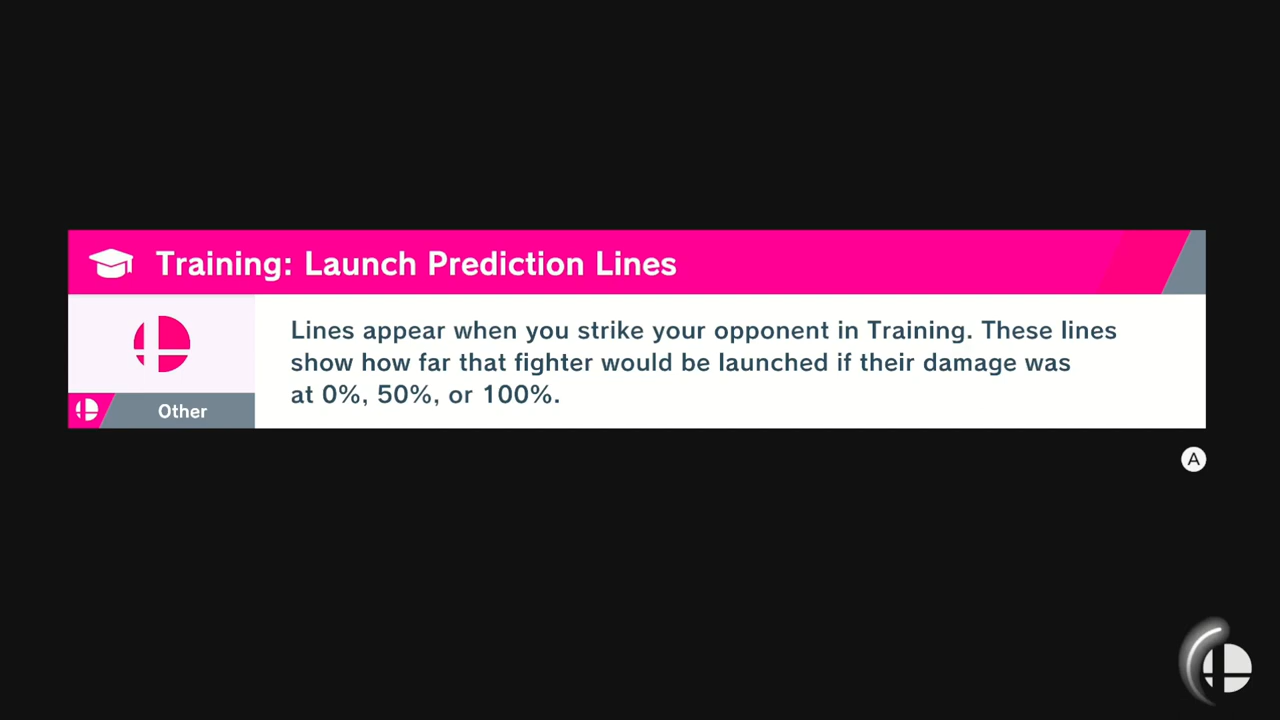 Training: Launch Prediction Lines
Lines appear when you strike your opponent in Training. These lines
show how far that fighter would be launched if their damage was
at 0%, 50%, or 100%.
Other
A